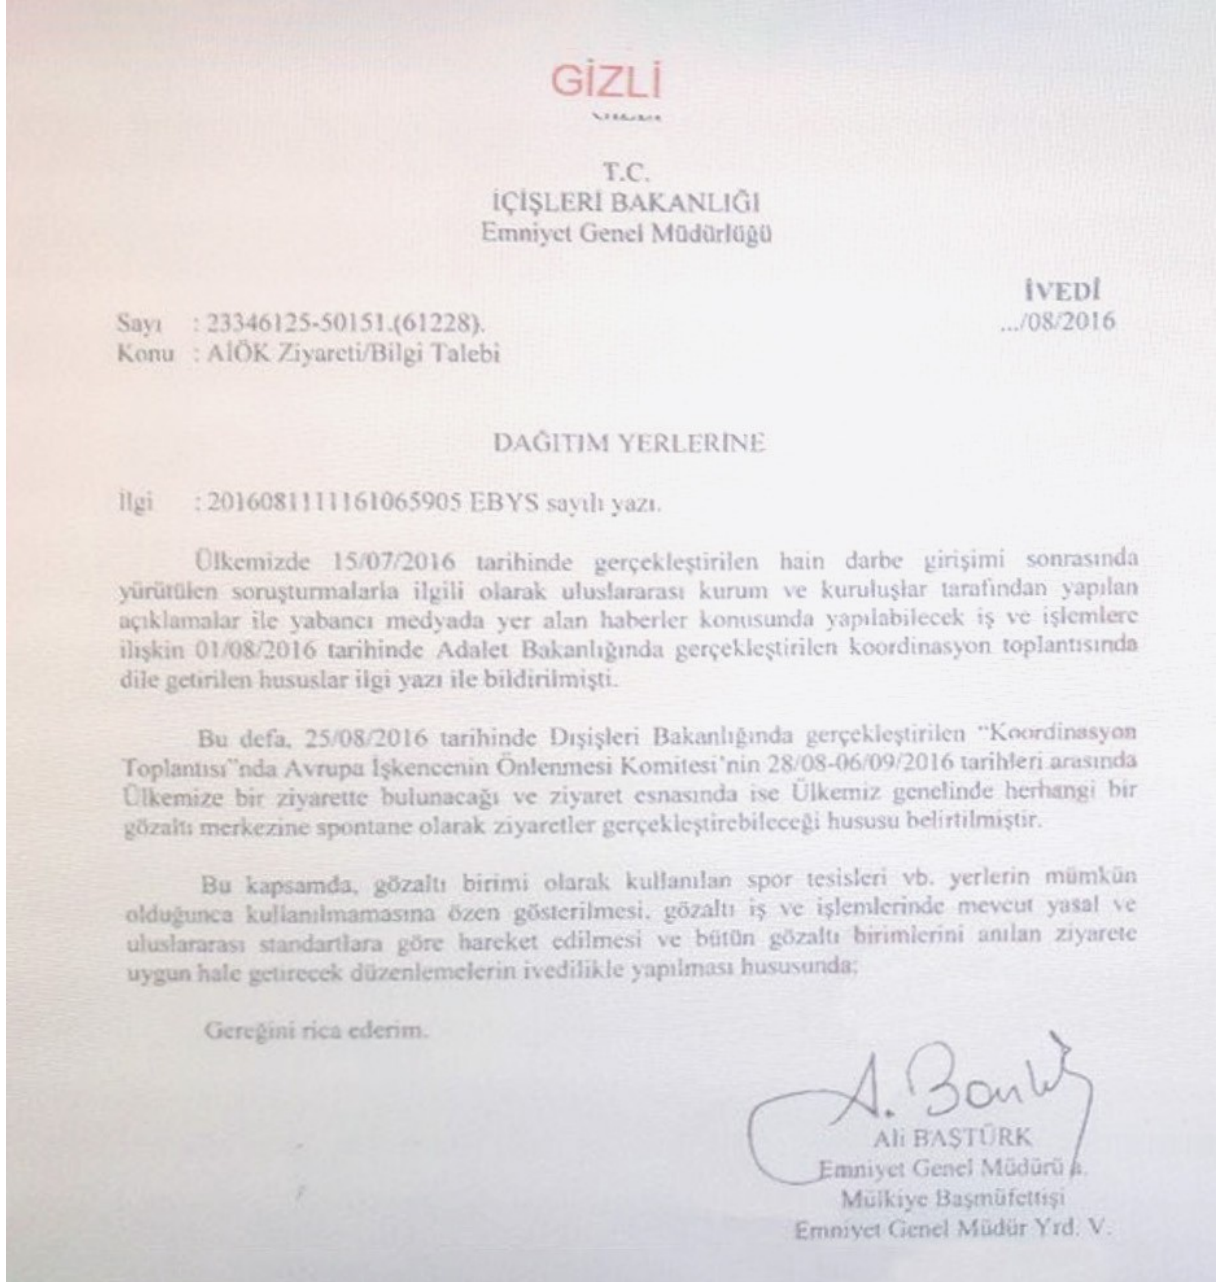 GİZLİ
T.C.
İÇİŞLERİ BAKANLIĞI
Emniyet Genel Müdürlüğü
İVEDİ
Sayı : 23346125-50151.(61228).
.../08/2016
Konu : AİÖK Ziyareti/Bilgi Talebi
DAĞITIM YERLERİNE
İlgi : 2016081111161065905 EBYS sayılı yazı.
Ülkemizde 15/07/2016 tarihinde gerçekleştirilen hain darbe girişimi sonrasında
yürütülen soruşturmalarla ilgili olarak uluslararası kurum ve kuruluşlar tarafından yapılan
açıklamalar ile yabancı medyada yer alan haberler konusunda yapılabilecek iş ve işlemlere
ilişkin 01/08/2016 tarihinde Adalet Bakanlığında gerçekleştirilen koordinasyon toplantısında
dile getirilen hususlar ilgi yazı ile bildirilmişti.
Bu defa, 25/08/2016 tarihinde Dışişleri Bakanlığında gerçekleştirilen “Koordinasyon
Toplantısı”nda Avrupa İşkencenin Önlenmesi Komitesi’nin 28/08-06/09/2016 tarihleri arasında
Ülkemize bir ziyarette bulunacağı ve ziyaret esnasında ise Ülkemiz genelinde herhangi bir
gözaltı merkezine spontane olarak ziyaretler gerçekleştirebileceği hususu belirtilmiştir.
Bu kapsamda, gözaltı birimi olarak kullanılan spor tesisleri vb. yerlerin mümkün
olduğunca kullanılmamasına özen gösterilmesi, gözaltı iş ve işlemlerinde mevcut yasal ve
uluslararası standartlara göre hareket edilmesi ve bütün gözaltı birimlerini anılan ziyarete
uygun hale getirecek düzenlemelerin ivedilikle yapılması hususunda;
Gereğini rica ederim.
Ali BAŞTÜRK
Emniyet Genel Müdürü a.
Mülkiye Başmüfettişi
Emniyet Genel Müdür Yrd. V.